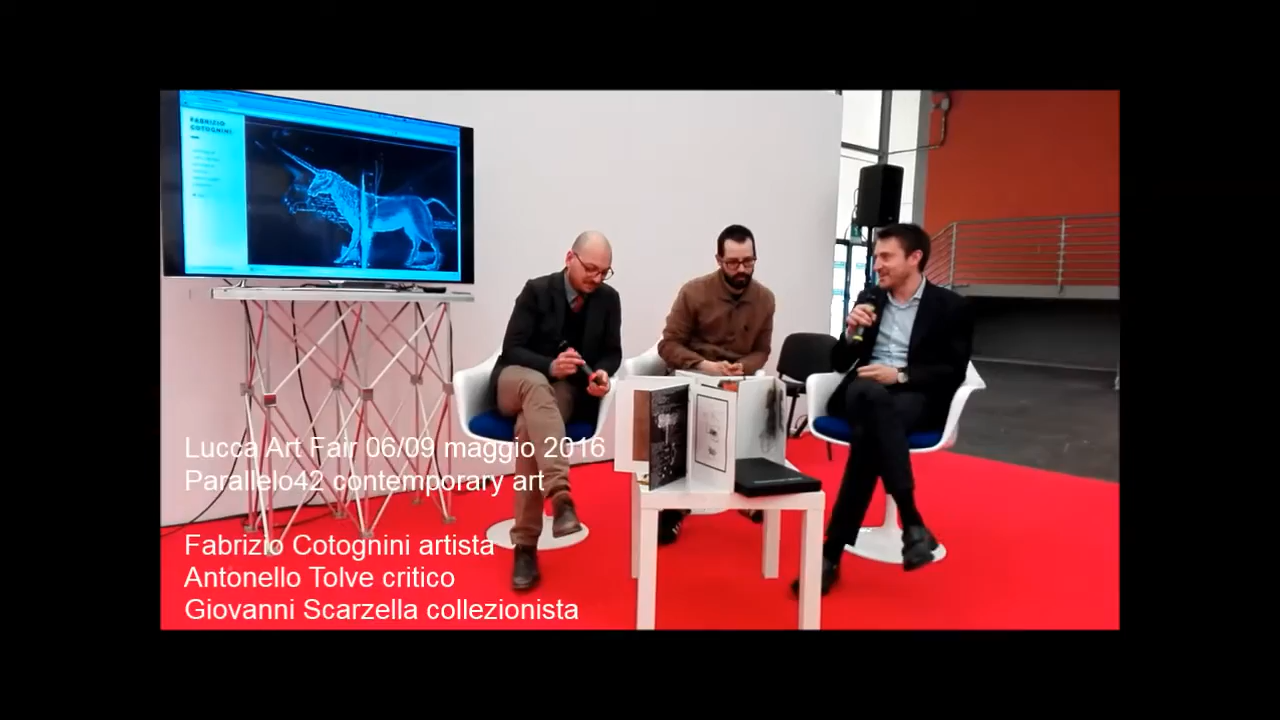 FABRIZIO
COTOGNINI
Lucca Art Fair 06/09 maggio 2016
Parallelo42 contemporary art
Fabrizio Cotognini artista
Antonello Tolve critico
Giovanni Scarzella collezionista